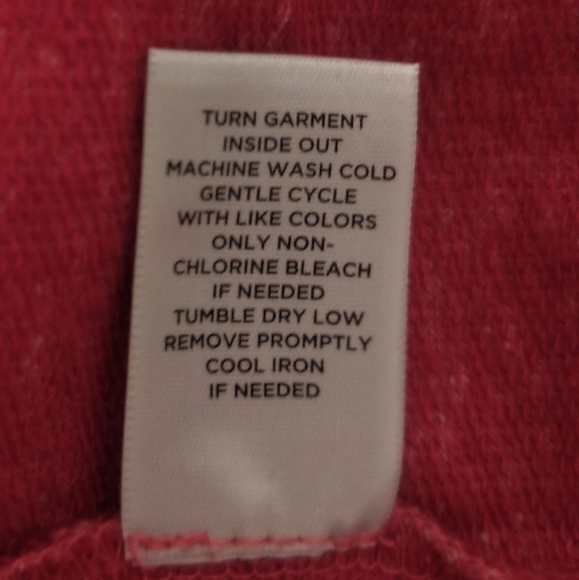 TURN GARMENT
INSIDE OUT
MACHINE WASH COLD
GENTLE CYCLE
WITH LIKE COLORS
ONLY NON-
CHLORINE BLEACH
IF NEEDED
TUMBLE DRY LOW
REMOVE PROMPTLY
COOL IRON
IF NEEDED